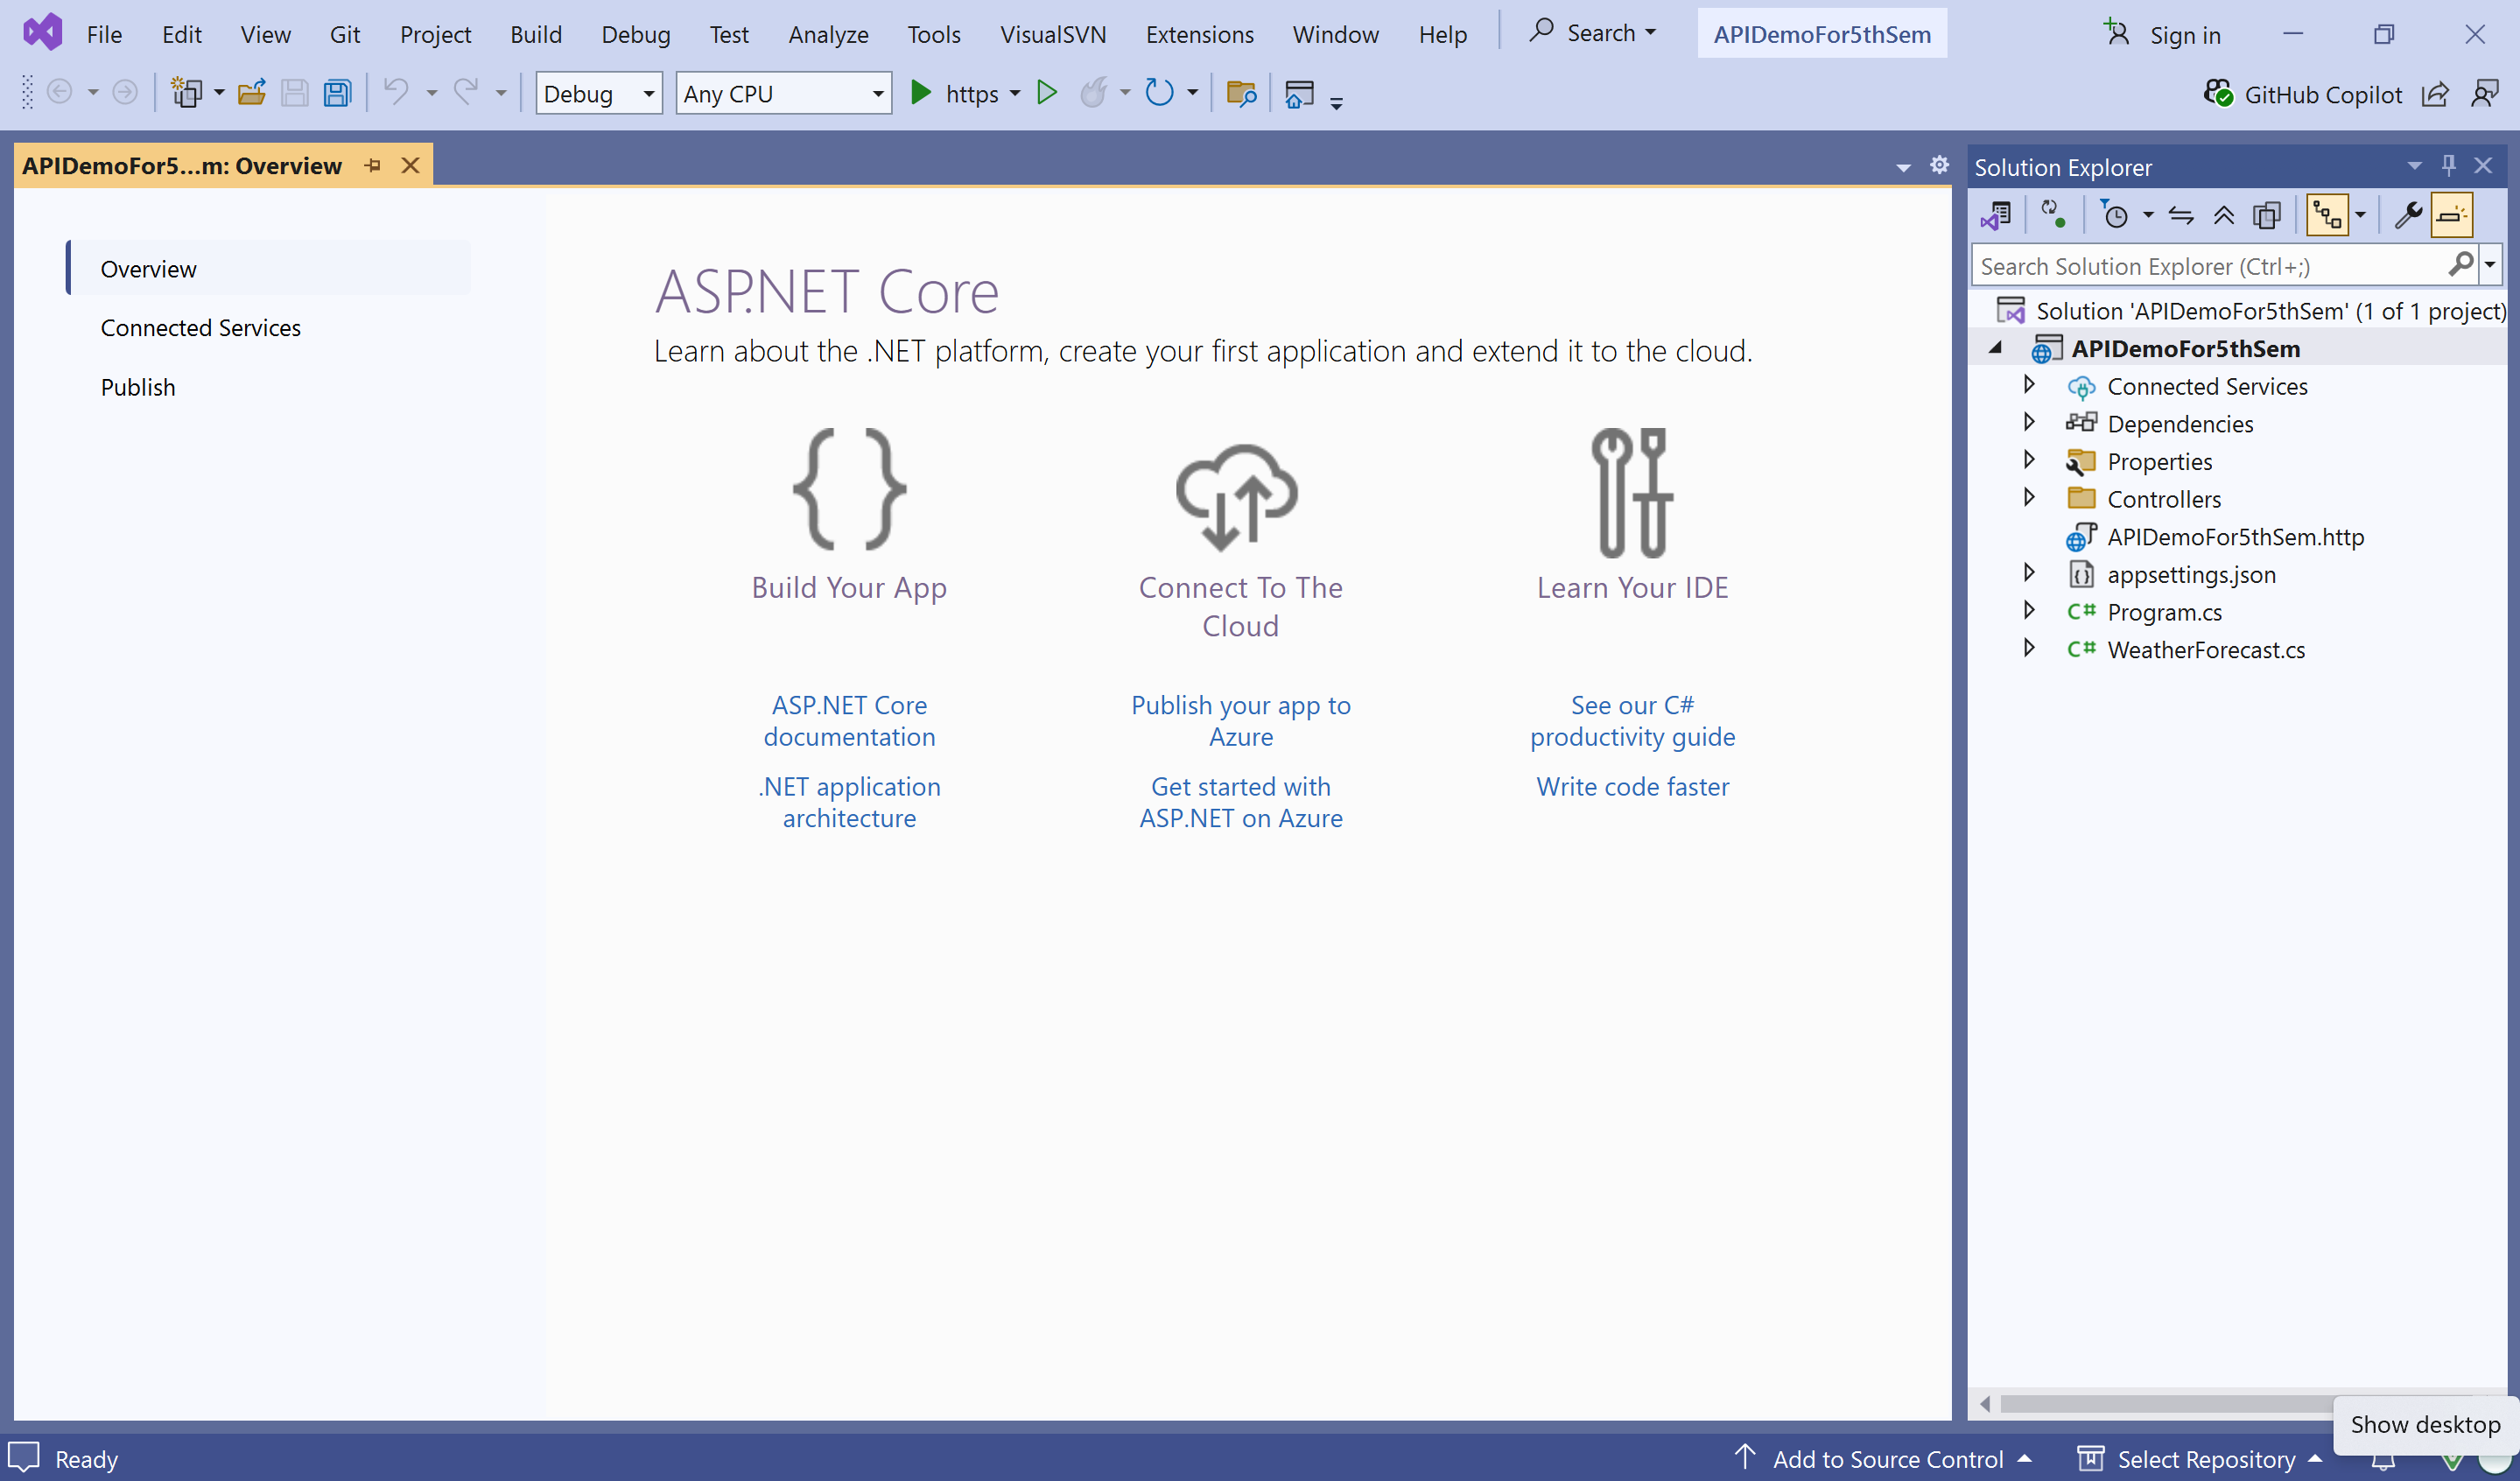 File Edit View Git Project Build Debug Test Analyze Tools VisualSVN Extensions Window Help Search APIDemoFor5thSem Sign in
Debug Any CPU https GitHub Copilot
APIDemoFor5...m: Overview
Overview
Connected Services
Publish
ASP.NET Core
Learn about the .NET platform, create your first application and extend it to the cloud.
Build Your App
Connect To The
Cloud
Learn Your IDE
ASP.NET Core
documentation
.NET application
architecture
Publish your app to
Azure
Get started with
ASP.NET on Azure
See our C#
productivity guide
Write code faster
Solution Explorer
Search Solution Explorer (Ctrl+;)
Solution 'APIDemoFor5thSem' (1 of 1 project)
APIDemoFor5thSem
Connected Services
Dependencies
Properties
Controllers
APIDemoFor5thSem.http
appsettings.json
C# Program.cs
C# WeatherForecast.cs
Show desktop
Ready Add to Source Control Select Repository